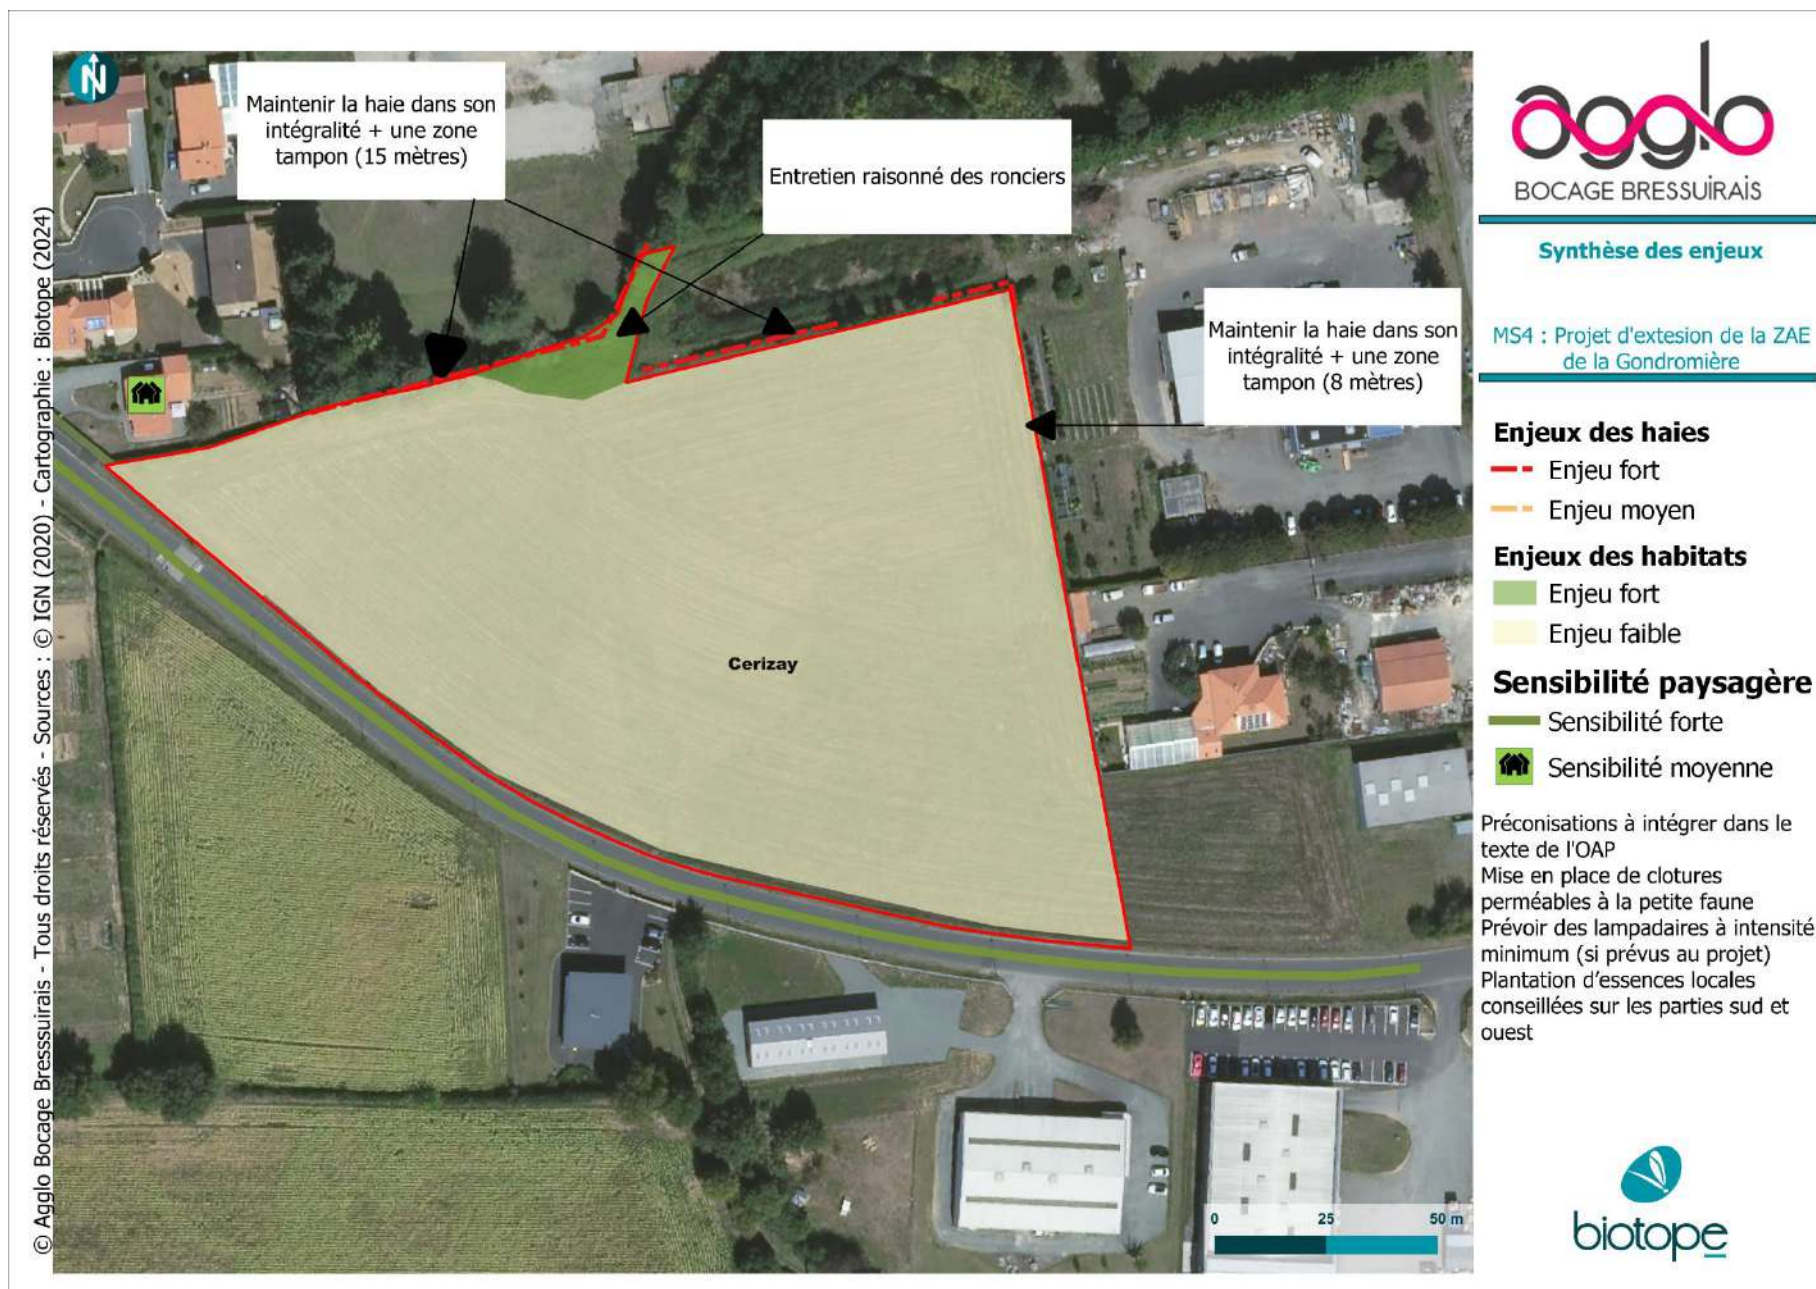 N
Maintenir la haie dans son
intégralité + une zone
tampon (15 mètres)
Entretien raisonné des ronciers
Maintenir la haie dans son
intégralité + une zone
tampon (8 mètres)
Cerizay
0 25 50 m
© Agglo Bocage Bresssuirais - Tous droits réservés - Sources : © IGN (2020) - Cartographie : Biotope (2024)
agglo
BOCAGE BRESSUIRAIS
Synthèse des enjeux
MS4 : Projet d'extesion de la ZAE
de la Gondromière
Enjeux des haies
Enjeu fort
Enjeu moyen
Enjeux des habitats
Enjeu fort
Enjeu faible
Sensibilité paysagère
Sensibilité forte
Sensibilité moyenne
Préconisations à intégrer dans le
texte de l'OAP
Mise en place de clotures
perméables à la petite faune
Prévoir des lampadaires à intensité
minimum (si prévus au projet)
Plantation d'essences locales
conseillées sur les parties sud et
ouest
biotope